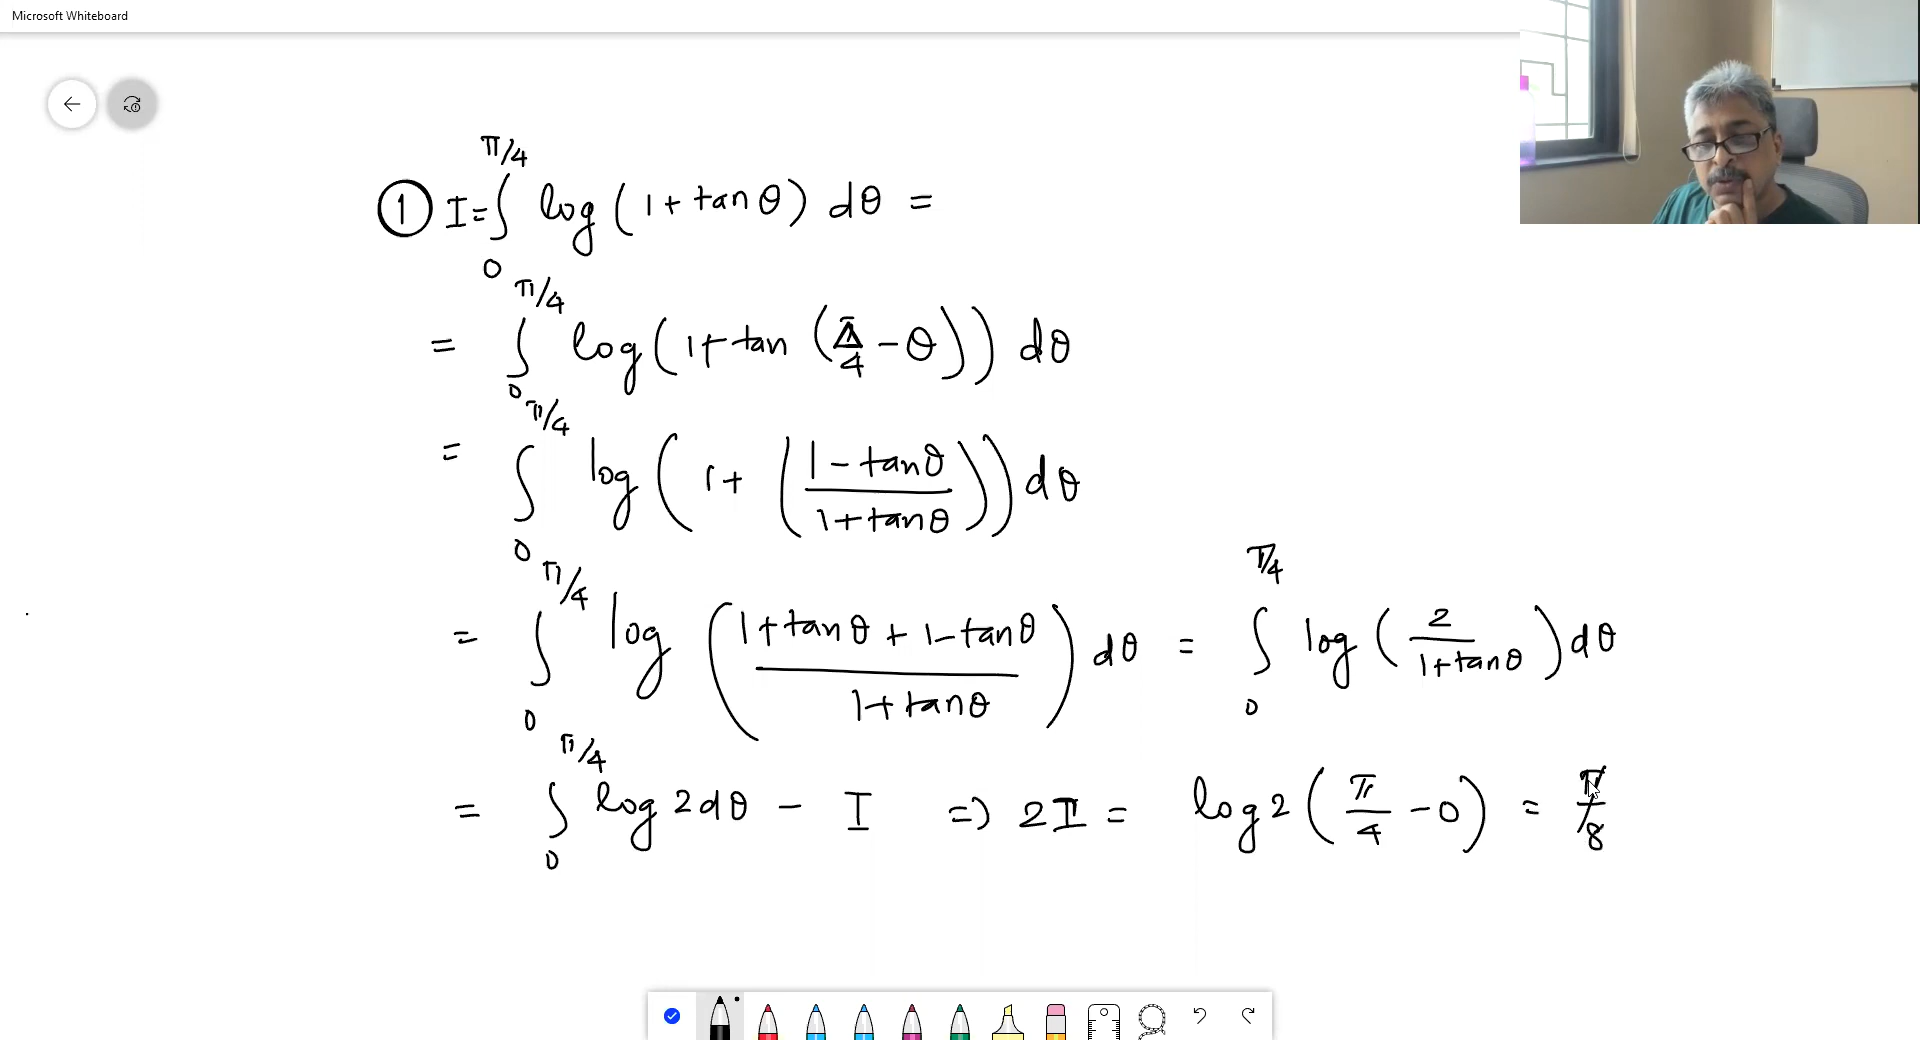 Microsoft Whiteboard
① I = ∫₀^{π/4} log(1+tanθ) dθ =
= ∫₀^{π/4} log(1+tan(π/4 − θ)) dθ
= ∫₀^{π/4} log(1+((1−tanθ)/(1+tanθ))) dθ
= ∫₀^{π/4} log((1+tanθ+1−tanθ)/(1+tanθ)) dθ = ∫₀^{π/4} log(2/(1+tanθ)) dθ
= ∫₀^{π/4} log2 dθ − I => 2I = log2(π/4 − 0) = π/8